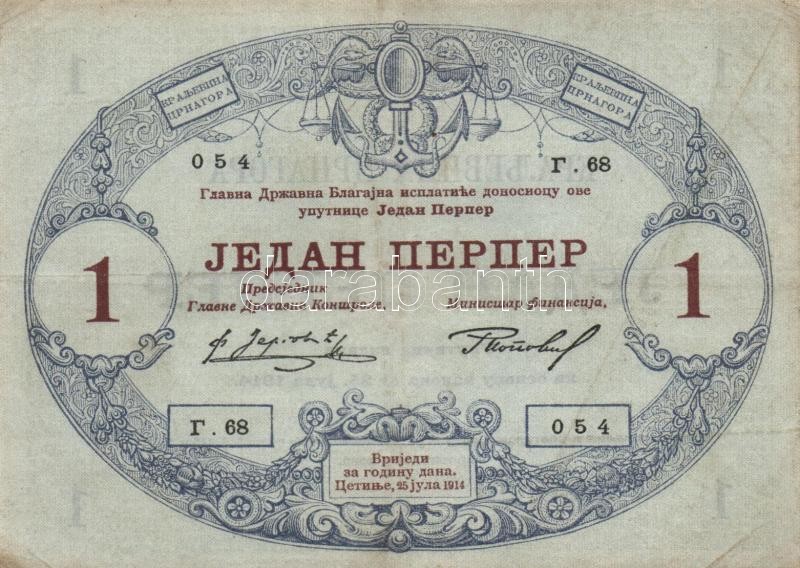 КРАЉЕВИНА
ЦРНАГОРА
КРАЉЕВИНА
ЦРНАГОРА
054
Г. 68
Главна Државна Благајна исплатиће доносиоцу ове
упутнице Један Перпер
ЈЕДАН ПЕРПЕР
1
1
Предсједник
Главне Државне Контроле,
Министар финансија,
darabanth
Г. 68
054
Вриједи
за годину дана.
Цетиње, 25 јула 1914